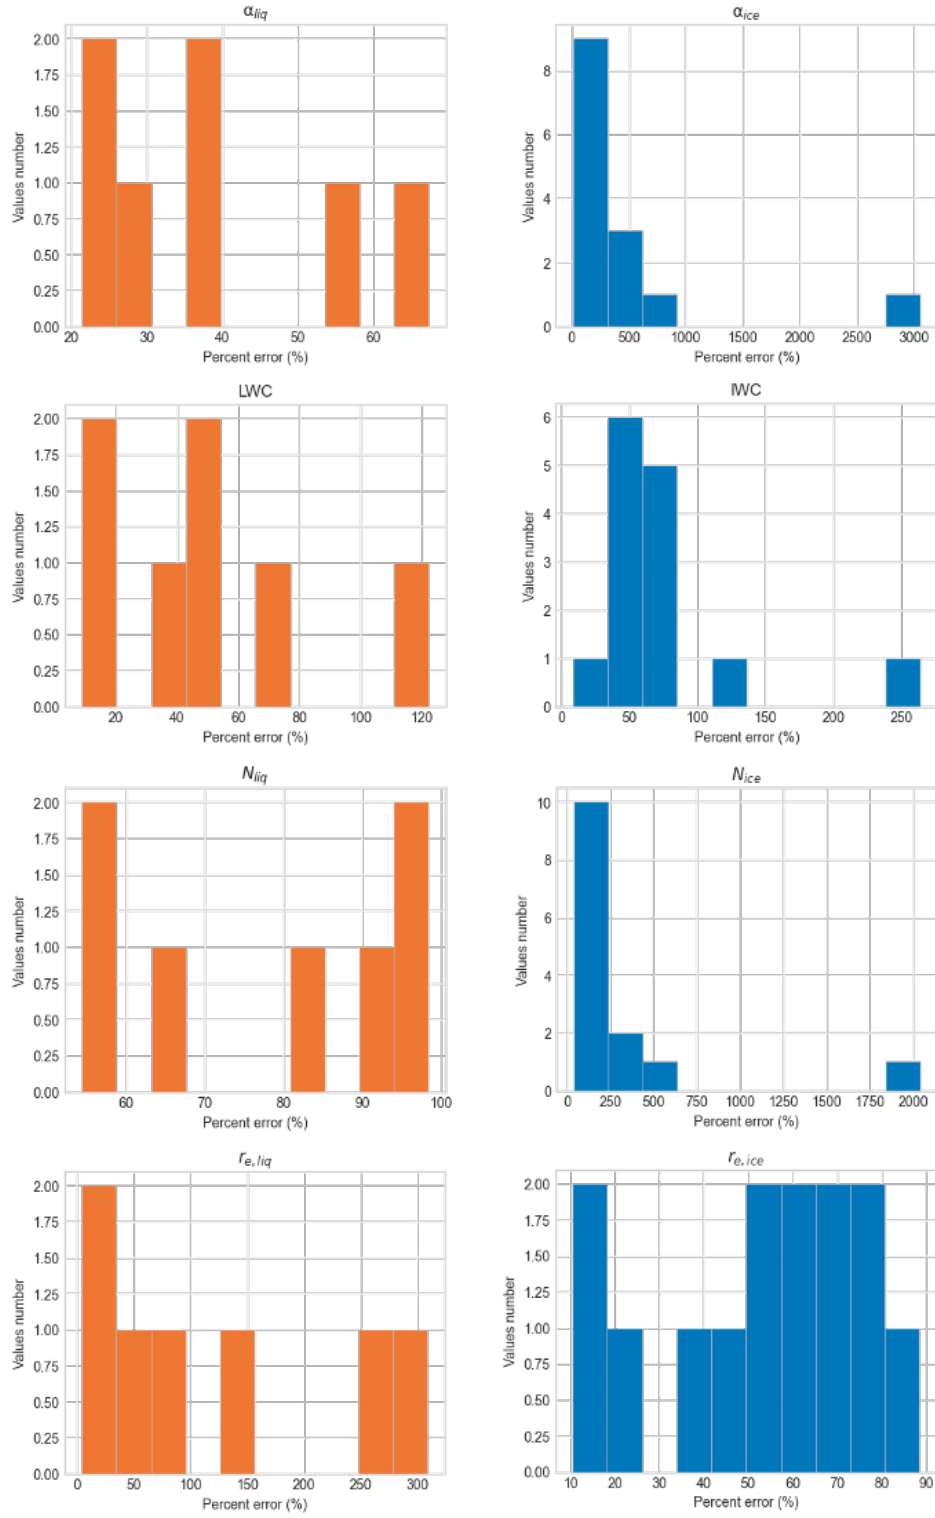 α_liq
2.00
1.75
1.50
1.25
1.00
0.75
0.50
0.25
0.00
Values number
20 30 40 50 60
Percent error (%)
α_ice
8
6
4
2
0
Values number
0 500 1000 1500 2000 2500 3000
Percent error (%)
LWC
2.00
1.75
1.50
1.25
1.00
0.75
0.50
0.25
0.00
Values number
20 40 60 80 100 120
Percent error (%)
IWC
6
5
4
3
2
1
0
Values number
0 50 100 150 200 250
Percent error (%)
N_liq
2.00
1.75
1.50
1.25
1.00
0.75
0.50
0.25
0.00
Values number
60 70 80 90 100
Percent error (%)
N_ice
10
8
6
4
2
0
Values number
0 250 500 750 1000 1250 1500 1750 2000
Percent error (%)
r_e,liq
2.00
1.75
1.50
1.25
1.00
0.75
0.50
0.25
0.00
Values number
0 50 100 150 200 250 300
Percent error (%)
r_e,ice
2.00
1.75
1.50
1.25
1.00
0.75
0.50
0.25
0.00
Values number
10 20 30 40 50 60 70 80 90
Percent error (%)